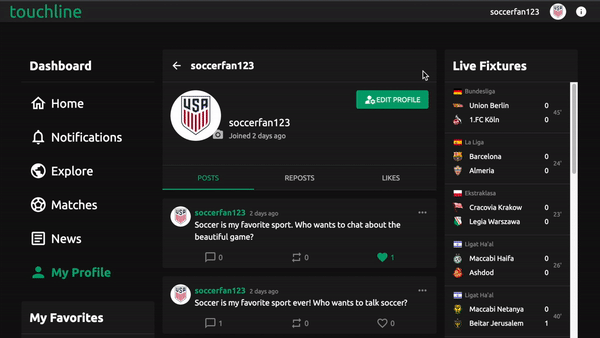 touchline
soccerfan123
Dashboard
Home
Notifications
Explore
Matches
News
My Profile
My Favorites
soccerfan123
USA
EDIT PROFILE
soccerfan123
Joined 2 days ago
POSTS REPOSTS LIKES
soccerfan123 2 days ago
Soccer is my favorite sport. Who wants to chat about the
beautiful game?
0 0 1
soccerfan123 2 days ago
Soccer is my favorite sport ever! Who wants to talk soccer?
1 0 0
Live Fixtures
Bundesliga
Union Berlin 0
1.FC Köln 0
45'
La Liga
Barcelona 0
Almeria 0
24'
Ekstraklasa
Cracovia Krakow 0
Legia Warszawa 0
23'
Ligat Ha'al
Maccabi Haifa 0
Ashdod 0
26'
Ligat Ha'al
Maccabi Netanya 0
Beitar Jerusalem 1
40'